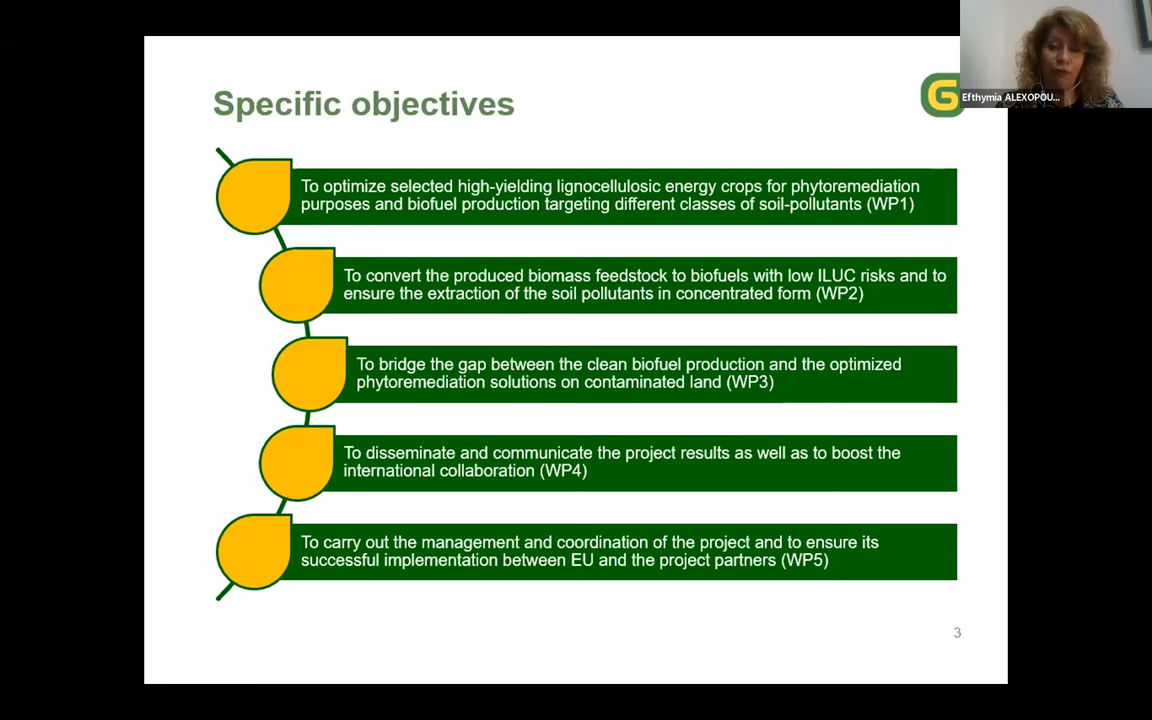 Specific objectives
G
Efthymia ALEXOPOU...
To optimize selected high-yielding lignocellulosic energy crops for phytoremediation
purposes and biofuel production targeting different classes of soil-pollutants (WP1)
To convert the produced biomass feedstock to biofuels with low ILUC risks and to
ensure the extraction of the soil pollutants in concentrated form (WP2)
To bridge the gap between the clean biofuel production and the optimized
phytoremediation solutions on contaminated land (WP3)
To disseminate and communicate the project results as well as to boost the
international collaboration (WP4)
To carry out the management and coordination of the project and to ensure its
successful implementation between EU and the project partners (WP5)
3